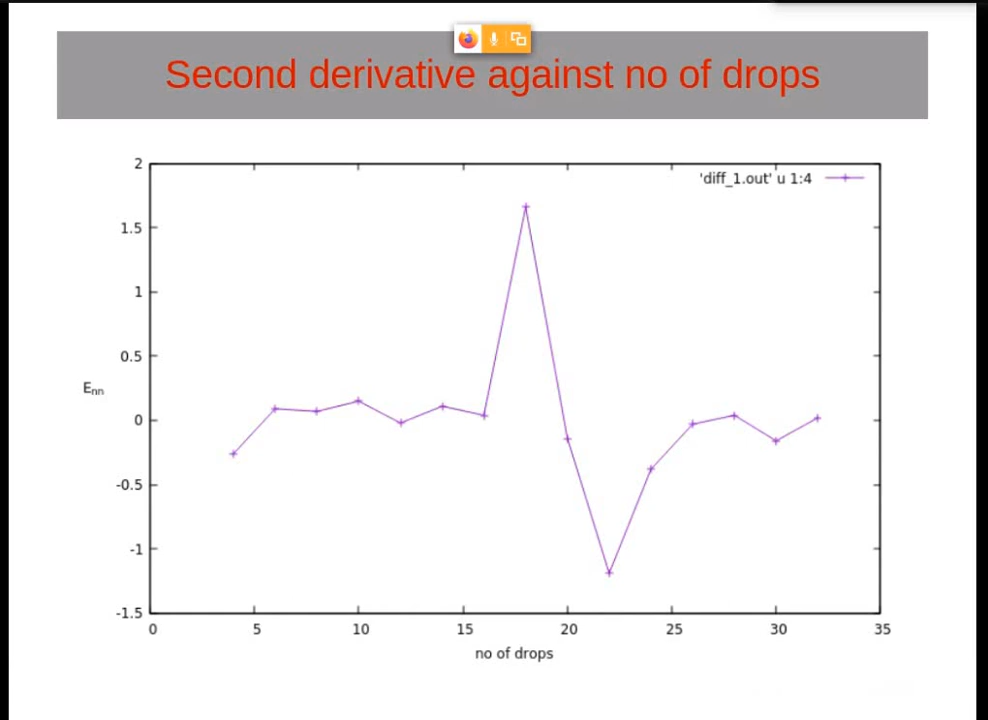 Second derivative against no of drops
'diff_1.out' u 1:4
2
1.5
1
0.5
0
-0.5
-1
-1.5
Enn
0 5 10 15 20 25 30 35
no of drops